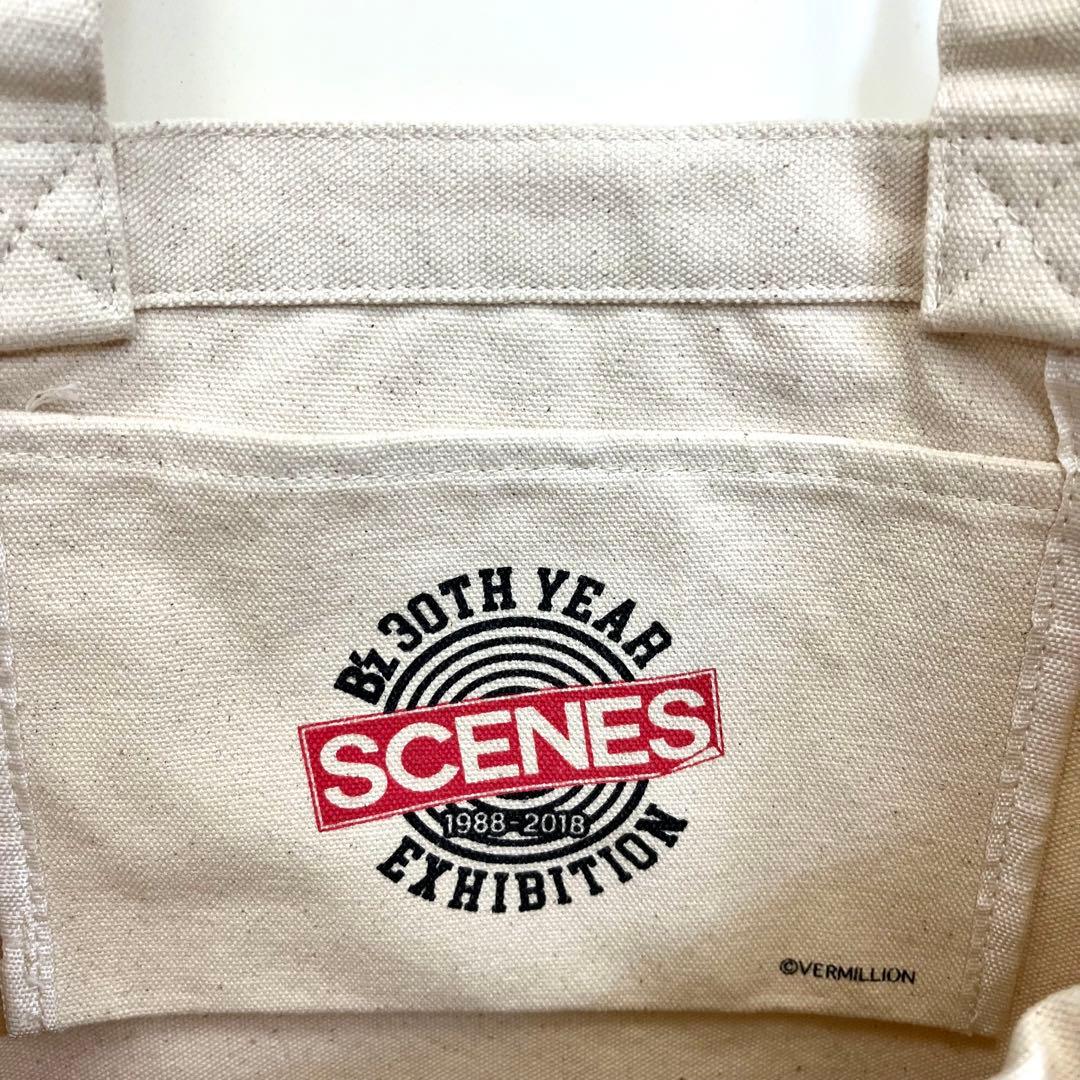 B'z 30TH YEAR
SCENES
1988-2018
EXHIBITION
©VERMILLION